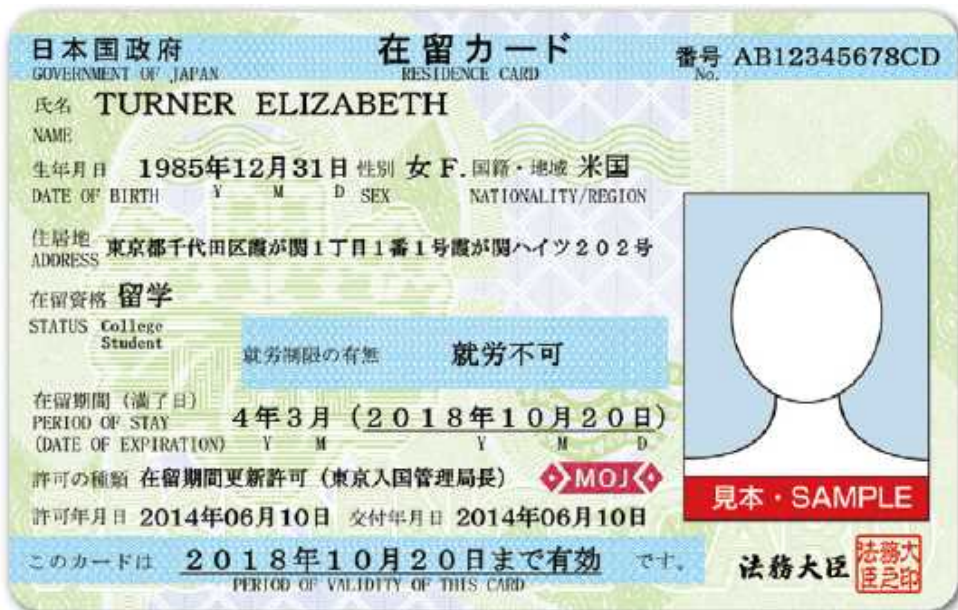 日本国政府 在留カード 番号 AB12345678CD
GOVERNMENT OF JAPAN RESIDENCE CARD No.
氏名 TURNER ELIZABETH
NAME
生年月日 1985年12月31日 性別 女 F. 国籍・地域 米国
DATE OF BIRTH Y M D SEX NATIONALITY/REGION
住居地 東京都千代田区霞が関1丁目1番1号霞が関ハイツ202号
ADDRESS
在留資格 留学
STATUS College
Student
就労制限の有無 就労不可
在留期間(満了日)
PERIOD OF STAY 4年3月(2018年10月20日)
(DATE OF EXPIRATION) Y M Y M D
許可の種類 在留期間更新許可(東京入国管理局長) MOJ
見本・SAMPLE
許可年月日 2014年06月10日 交付年月日 2014年06月10日
このカードは 2018年10月20日まで有効 です。
PERIOD OF VALIDITY OF THIS CARD
法務大臣 法務大臣之印